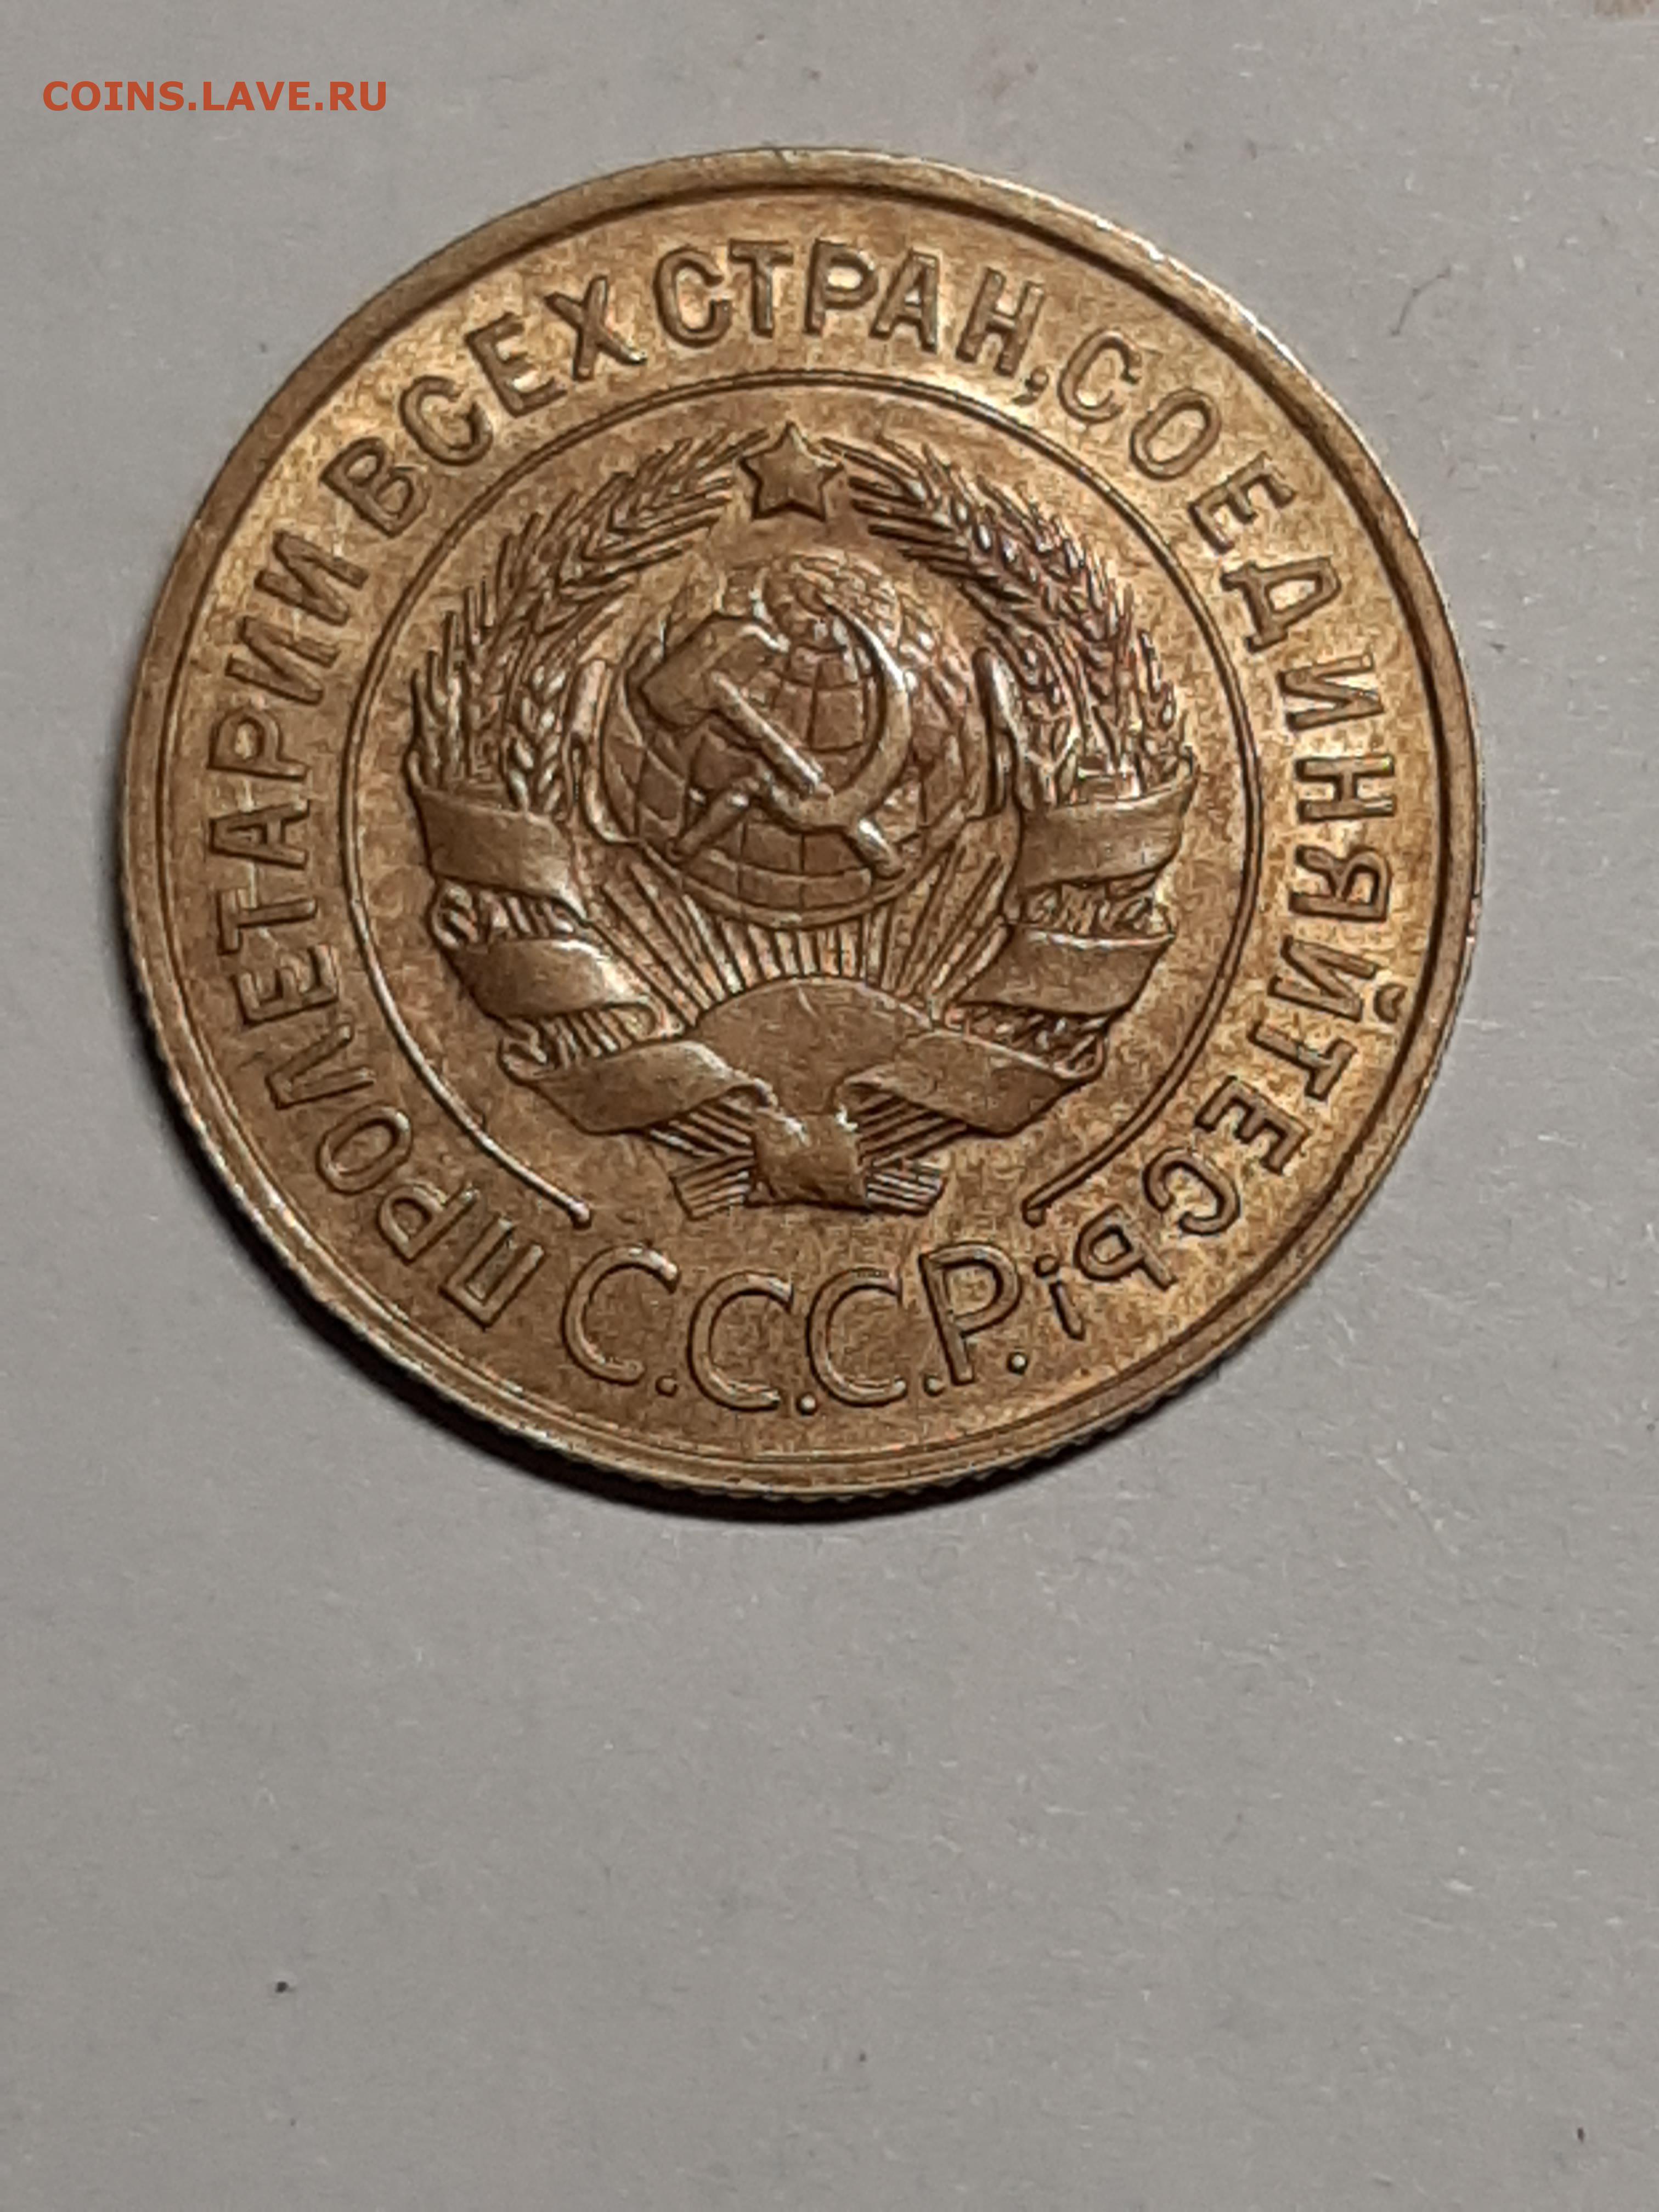 COINS.LAVE.RU
ПРОЛЕТАРИИ ВСЕХ СТРАН, СОЕДИНЯЙТЕСЬ!
С.С.С.Р.